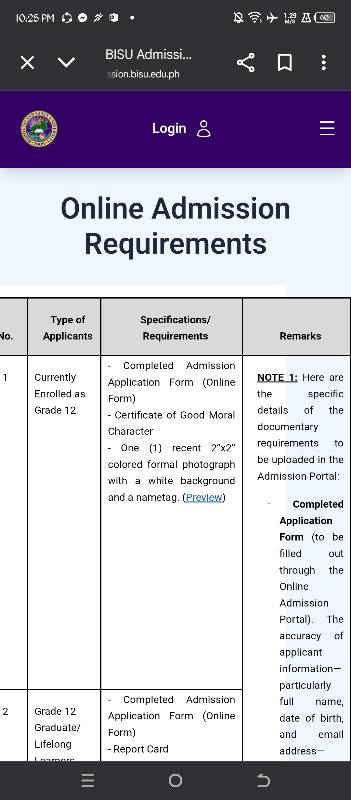 10:25 PM
1.29 M/S
BISU Admissi...
ssion.bisu.edu.ph
Login
Online Admission
Requirements
No.
Type of
Applicants
Specifications/
Requirements
Remarks
1
Currently
Enrolled as
Grade 12
- Completed Admission
Application Form (Online
Form)
- Certificate of Good Moral
Character
- One (1) recent 2"x2"
colored formal photograph
with a white background
and a nametag. (Preview)
NOTE 1: Here are
the specific
details of the
documentary
requirements to
be uploaded in the
Admission Portal:
- Completed
Application
Form (to be
filled out
through the
Online
Admission
Portal). The
accuracy of
applicant
information—
particularly
full name,
date of birth,
and email
address—
2
Grade 12
Graduate/
Lifelong
Learners
- Completed Admission
Application Form (Online
Form)
- Report Card